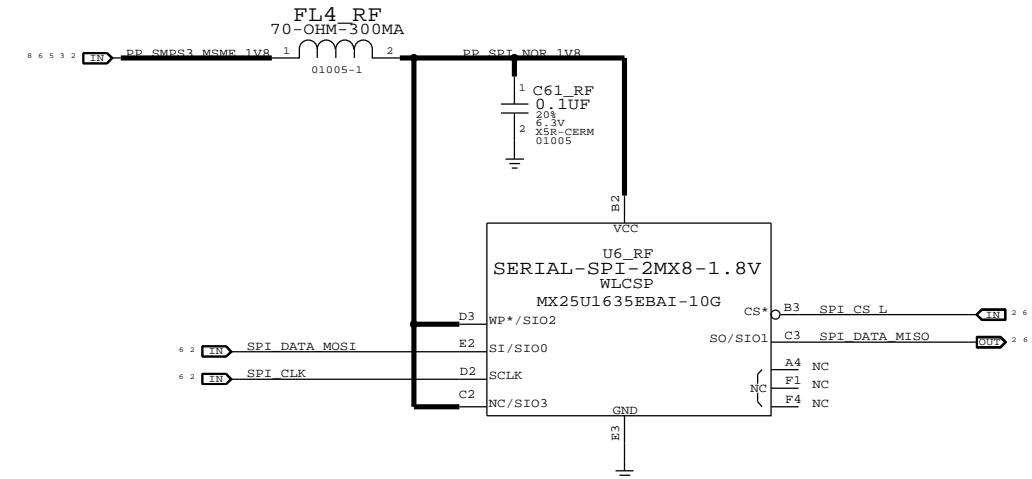 FL4_RF
70-OHM-300MA
8 6 5 3 2 IN PP_SMPS3_MSME_1V8 1 2 PP_SPI_NOR_1V8
01005-1
1 C61_RF
0.1UF
20%
6.3V
2 X5R-CERM
01005
B2
VCC
U6_RF
SERIAL-SPI-2MX8-1.8V
WLCSP
MX25U1635EBAI-10G
CS* B3 SPI_CS_L IN 2 6
D3 WP*/SIO2
SO/SIO1 C3 SPI_DATA_MISO OUT 2 6
6 2 IN SPI_DATA_MOSI E2 SI/SIO0
A4 NC
6 2 IN SPI_CLK D2 SCLK
NC F1 NC
C2 NC/SIO3
F4 NC
GND
E3